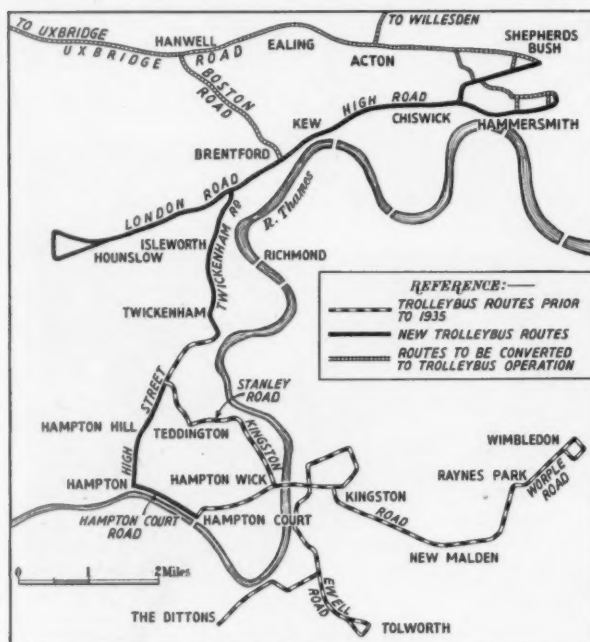 TO UXBRIDGE
UXBRIDGE ROAD
HANWELL
EALING
TO WILLESDEN
ACTON
SHEPHERDS
BUSH
BOSTON
ROAD
HIGH ROAD
KEW
CHISWICK
HAMMERSMITH
BRENTFORD
LONDON ROAD
R. Thames
ISLEWORTH
HOUNSLOW
TWICKENHAM RD
RICHMOND
TWICKENHAM
REFERENCE:—
TROLLEYBUS ROUTES PRIOR
TO 1935
NEW TROLLEYBUS ROUTES
ROUTES TO BE CONVERTED
TO TROLLEYBUS OPERATION
STANLEY
ROAD
HAMPTON HILL
HIGH STREET
TEDDINGTON
KINGSTON
WIMBLEDON
RAYNES PARK
WORPLE
ROAD
HAMPTON
HAMPTON WICK
KINGSTON
ROAD
HAMPTON COURT
ROAD
HAMPTON COURT
NEW MALDEN
0 1 2 Miles
EWELL
ROAD
THE DITTONS
TOLWORTH